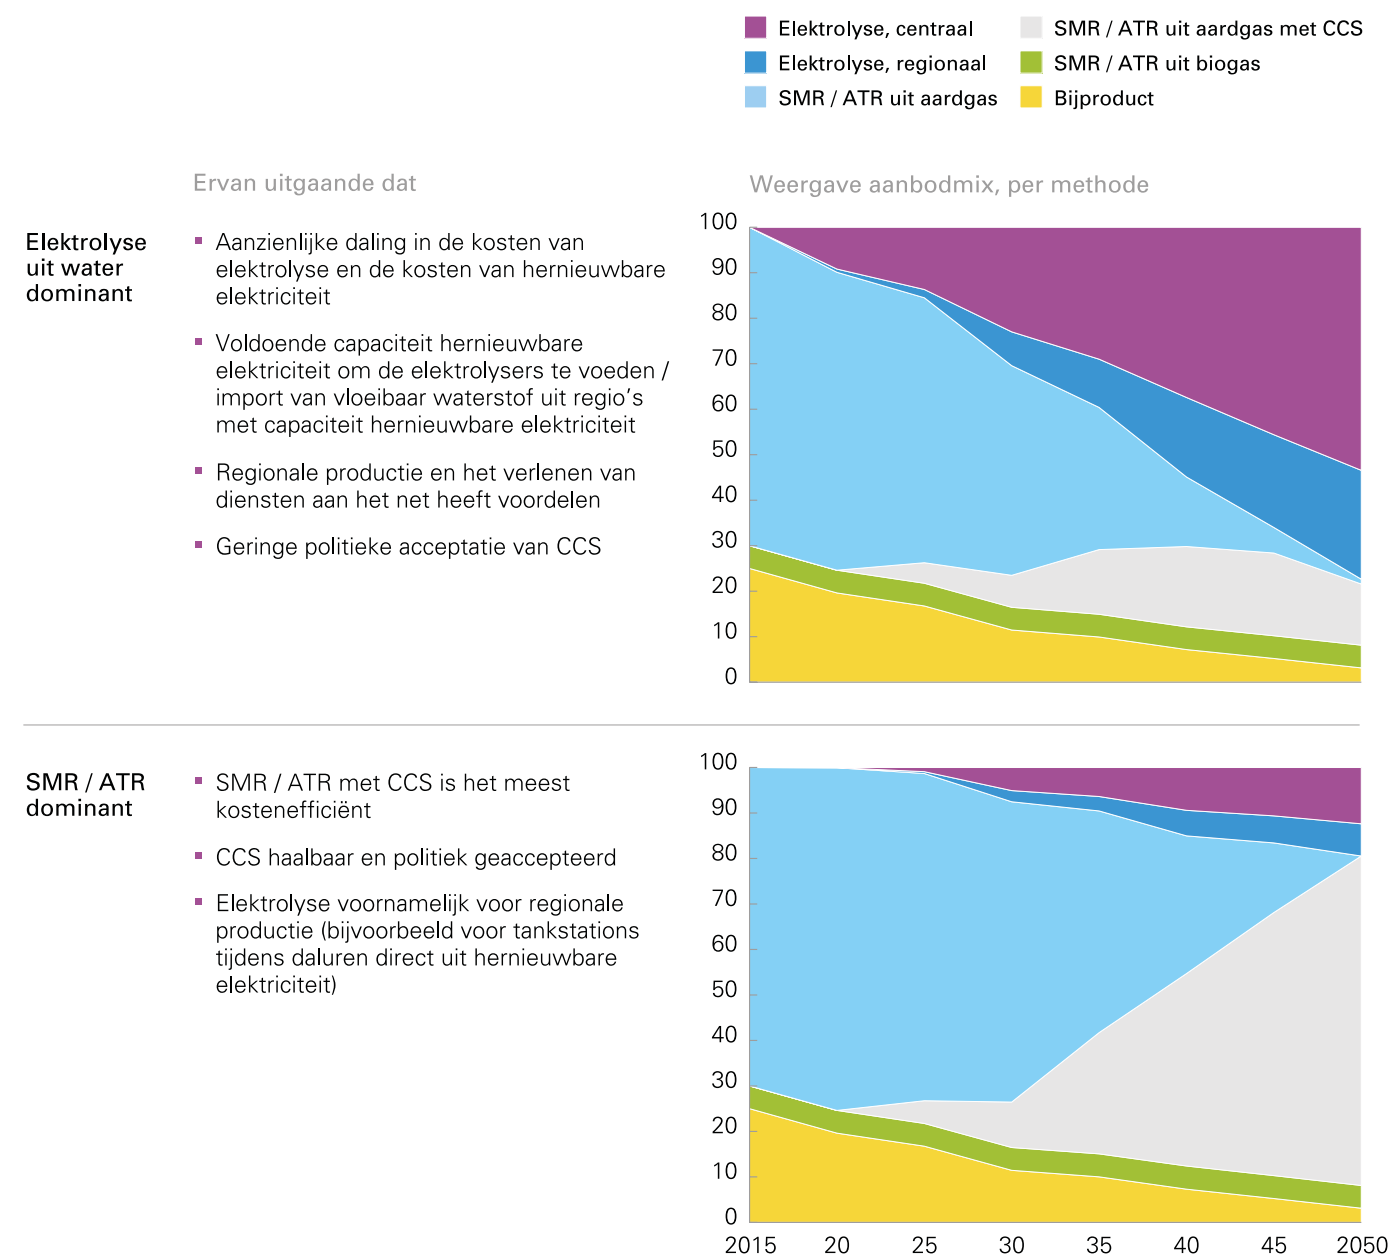 Elektrolyse, centraal
Elektrolyse, regionaal
SMR / ATR uit aardgas
SMR / ATR uit aardgas met CCS
SMR / ATR uit biogas
Bijproduct
Ervan uitgaande dat
Weergave aanbodmix, per methode
Elektrolyse
uit water
dominant
Aanzienlijke daling in de kosten van
elektrolyse en de kosten van hernieuwbare
elektriciteit
Voldoende capaciteit hernieuwbare
elektriciteit om de elektrolysers te voeden /
import van vloeibaar waterstof uit regio's
met capaciteit hernieuwbare elektriciteit
Regionale productie en het verlenen van
diensten aan het net heeft voordelen
Geringe politieke acceptatie van CCS
100
90
80
70
60
50
40
30
20
10
0
SMR / ATR
dominant
SMR / ATR met CCS is het meest
kostenefficiënt
CCS haalbaar en politiek geaccepteerd
Elektrolyse voornamelijk voor regionale
productie (bijvoorbeeld voor tankstations
tijdens daluren direct uit hernieuwbare
elektriciteit)
100
90
80
70
60
50
40
30
20
10
0
2015 20 25 30 35 40 45 2050